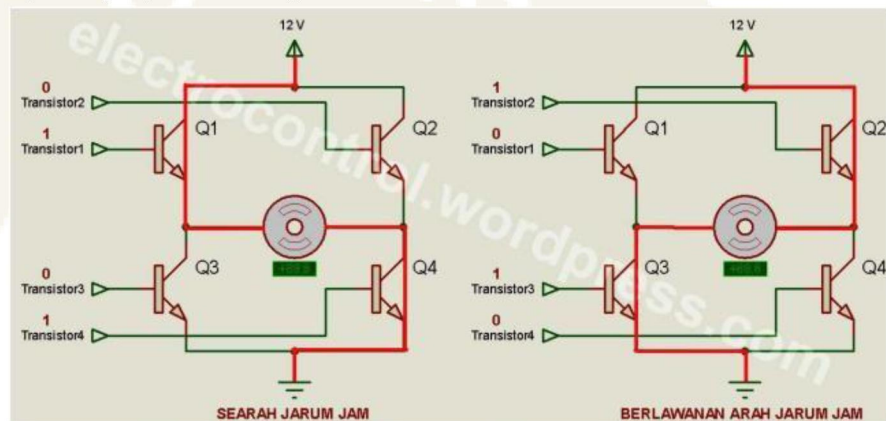 12 V
0
Transistor2
1
Transistor1
Q1
Q2
0
Transistor3
1
Transistor4
Q3
Q4
SEARAH JARUM JAM
12 V
1
Transistor2
0
Transistor1
Q1
Q2
1
Transistor3
0
Transistor4
Q3
Q4
BERLAWANAN ARAH JARUM JAM
electrocontrol.wordpress.com